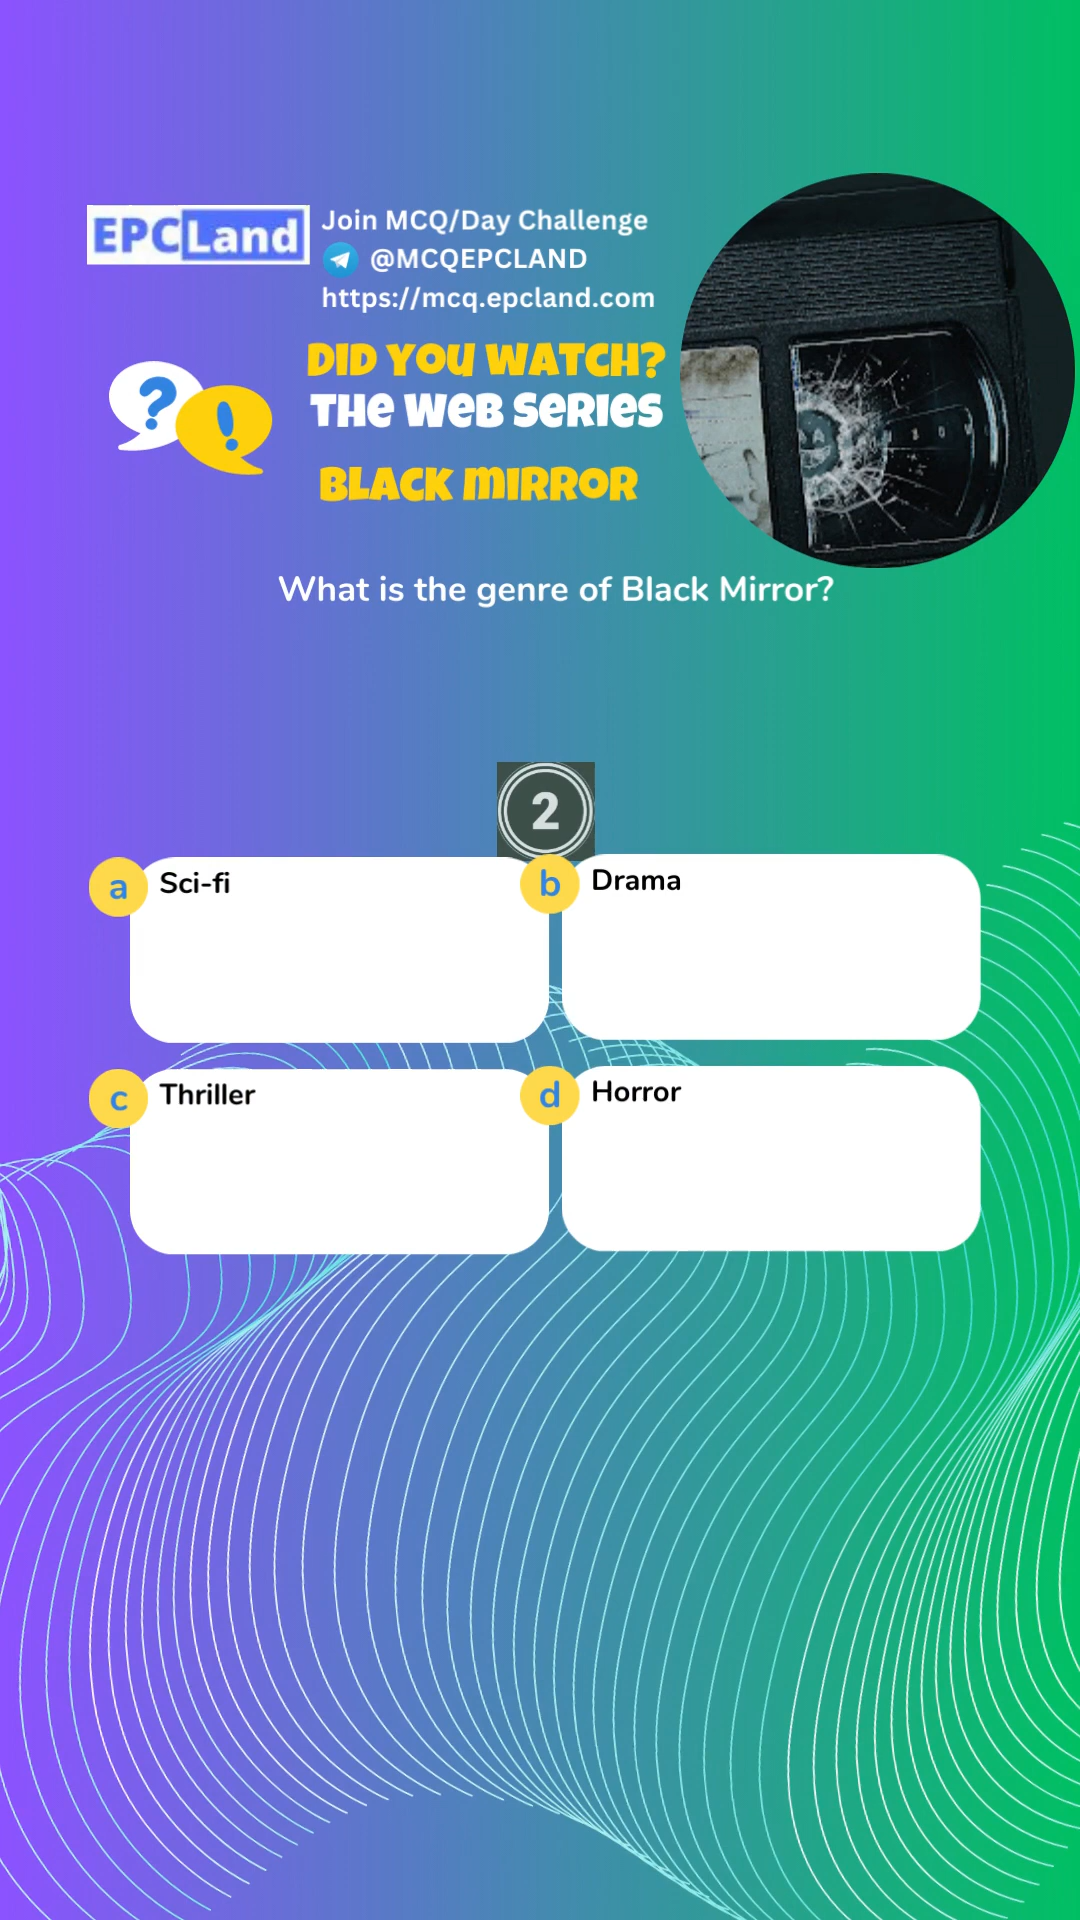 EPCLand
Join MCQ/Day Challenge
@MCQEPCLAND
https://mcq.epcland.com
DID YOU WATCH?
THE WEB SERIES
BLACK MIRROR
What is the genre of Black Mirror?
2
a Sci-fi
b Drama
c Thriller
d Horror